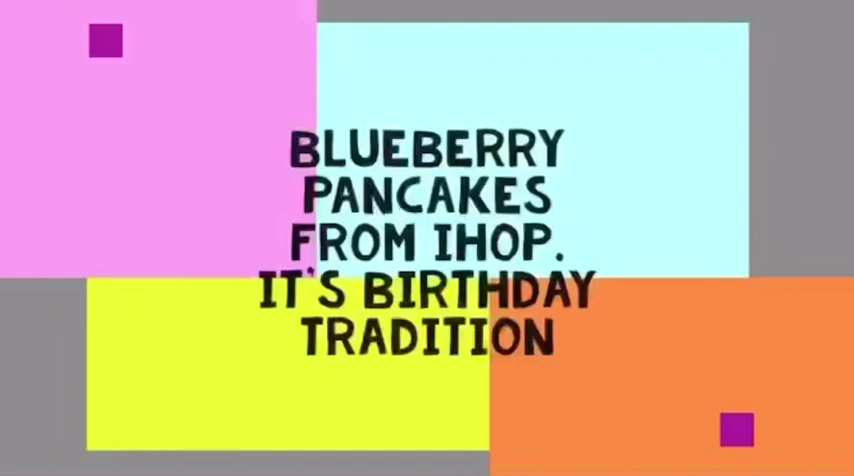 BLUEBERRY
PANCAKES
FROM IHOP.
IT'S BIRTHDAY
TRADITION